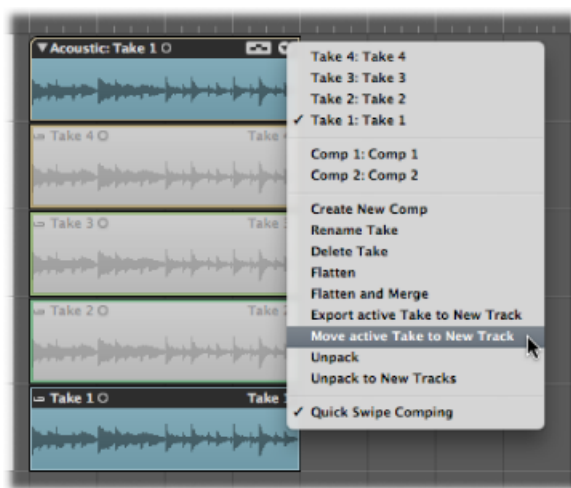 Acoustic: Take 1
Take 4: Take 4
Take 3: Take 3
Take 2: Take 2
✓ Take 1: Take 1
Comp 1: Comp 1
Comp 2: Comp 2
Create New Comp
Rename Take
Delete Take
Flatten
Flatten and Merge
Export active Take to New Track
Move active Take to New Track
Unpack
Unpack to New Tracks
✓ Quick Swipe Comping
Take 4 Take
Take 3 Take
Take 2 Take
Take 1 Take